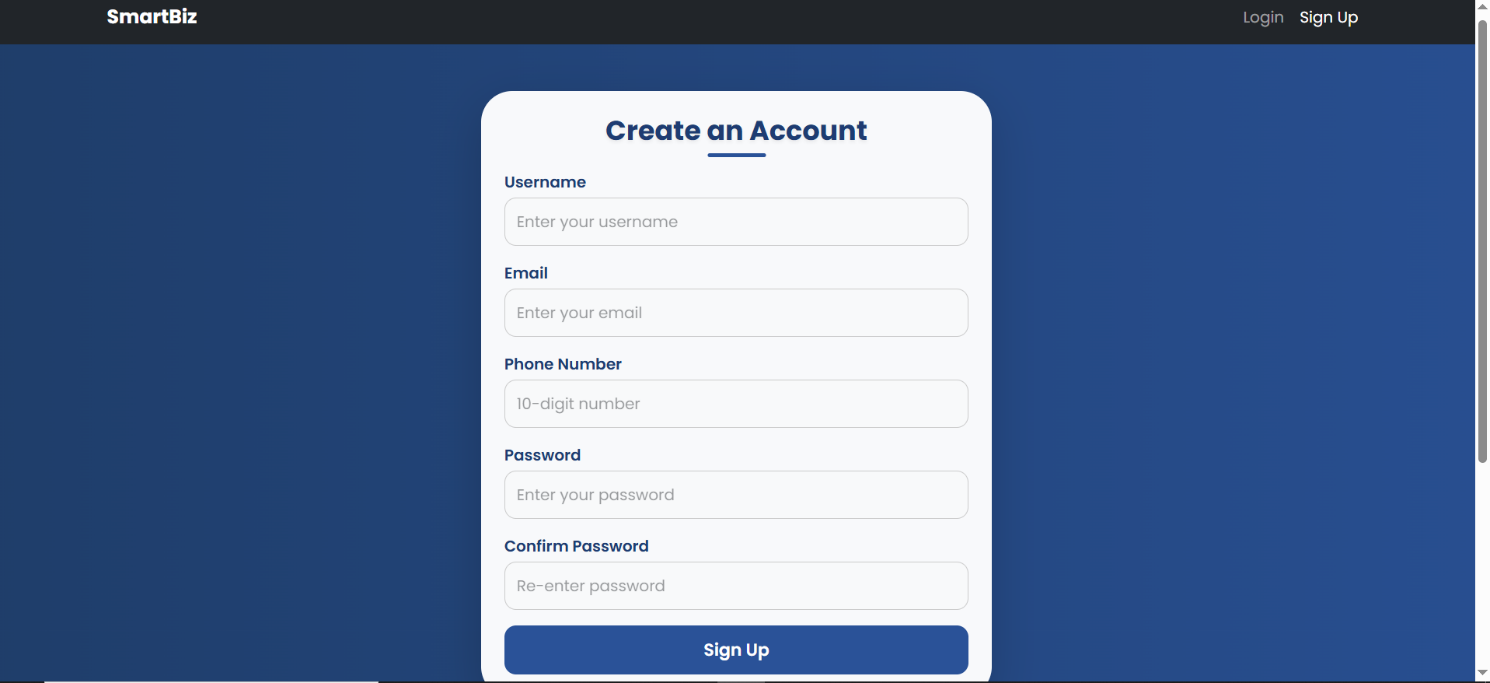 SmartBiz
Login Sign Up
Create an Account
Username
Enter your username
Email
Enter your email
Phone Number
10-digit number
Password
Enter your password
Confirm Password
Re-enter password
Sign Up